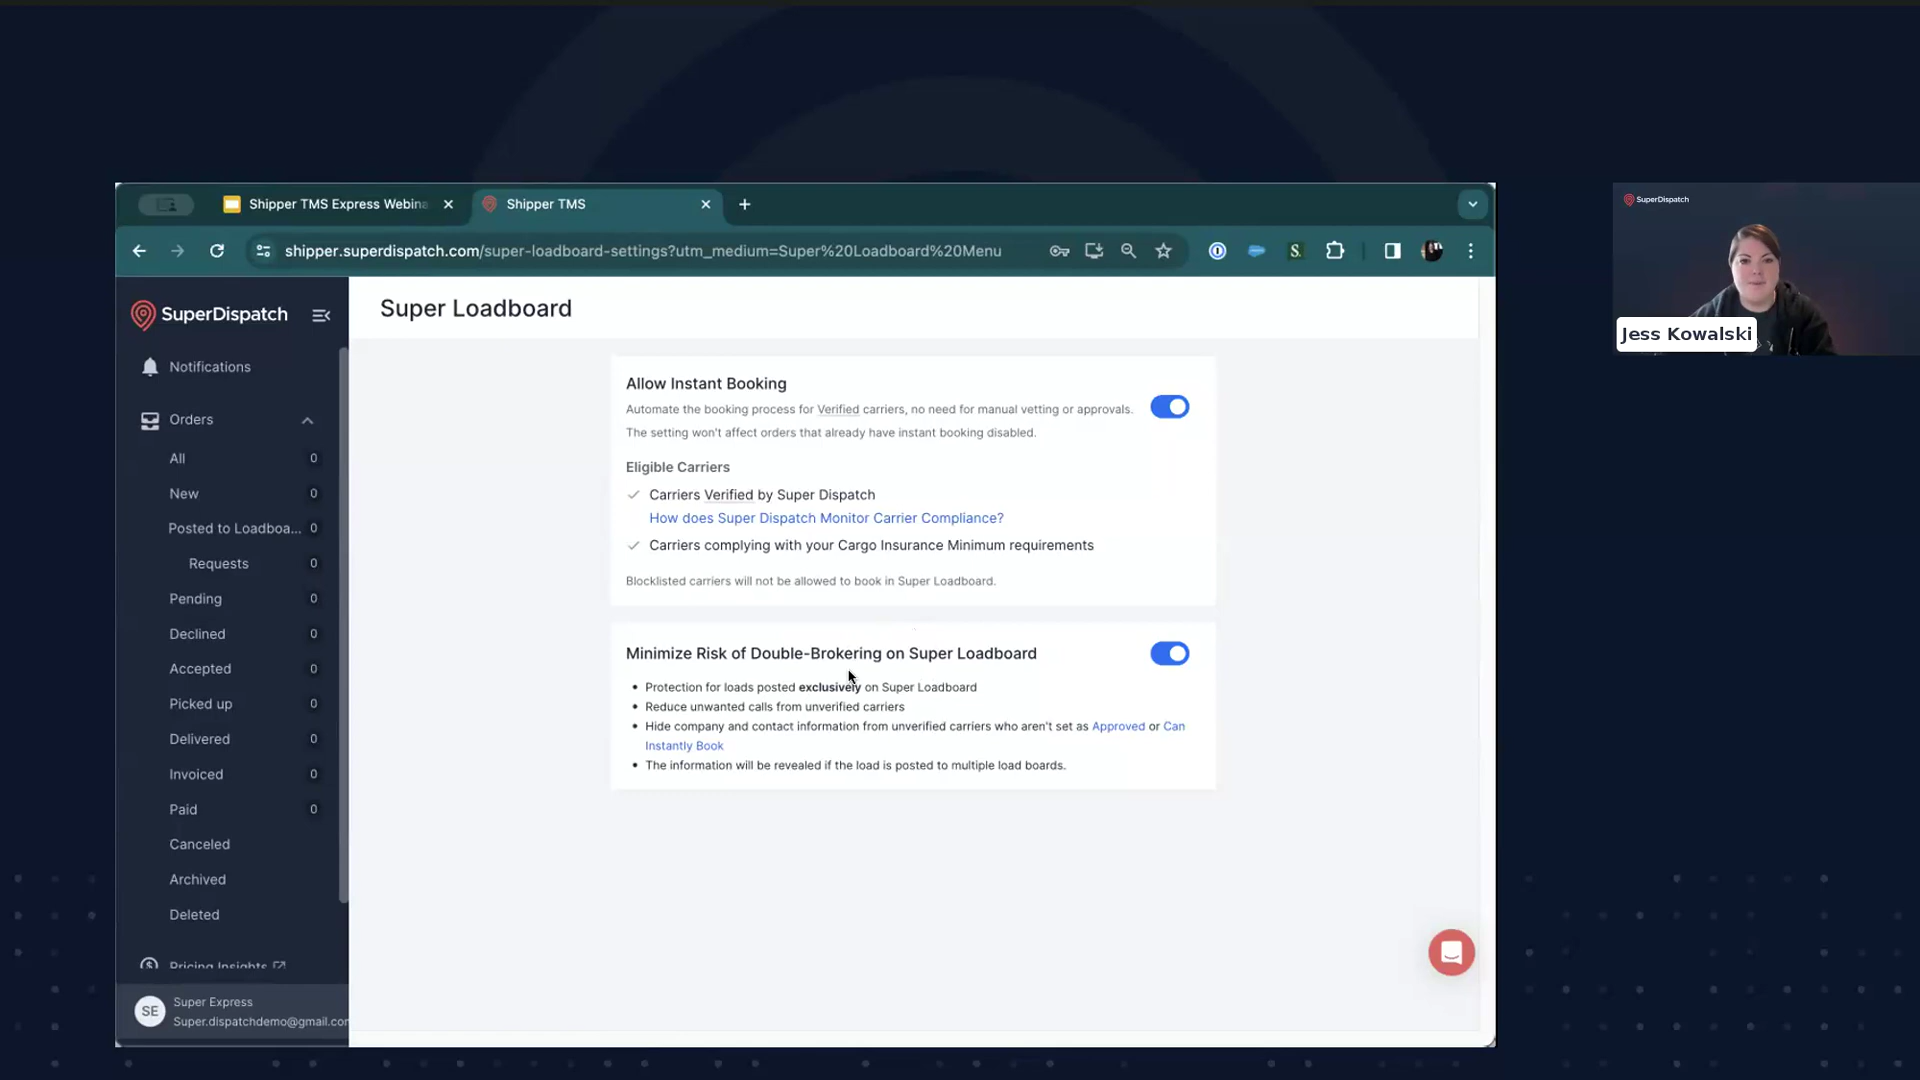 Shipper TMS Express Webina
Shipper TMS
shipper.superdispatch.com/super-loadboard-settings?utm_medium=Super%20Loadboard%20Menu
SuperDispatch
Jess Kowalski
SuperDispatch
Notifications
Orders
All 0
New 0
Posted to Loadboa... 0
Requests 0
Pending 0
Declined 0
Accepted 0
Picked up 0
Delivered 0
Invoiced 0
Paid 0
Canceled
Archived
Deleted
Pricing Insights
SE
Super Express
Super.dispatchdemo@gmail.com
Super Loadboard
Allow Instant Booking
Automate the booking process for Verified carriers, no need for manual vetting or approvals.
The setting won't affect orders that already have instant booking disabled.
Eligible Carriers
Carriers Verified by Super Dispatch
How does Super Dispatch Monitor Carrier Compliance?
Carriers complying with your Cargo Insurance Minimum requirements
Blocklisted carriers will not be allowed to book in Super Loadboard.
Minimize Risk of Double-Brokering on Super Loadboard
• Protection for loads posted exclusively on Super Loadboard
• Reduce unwanted calls from unverified carriers
• Hide company and contact information from unverified carriers who aren't set as Approved or Can
Instantly Book
• The information will be revealed if the load is posted to multiple load boards.